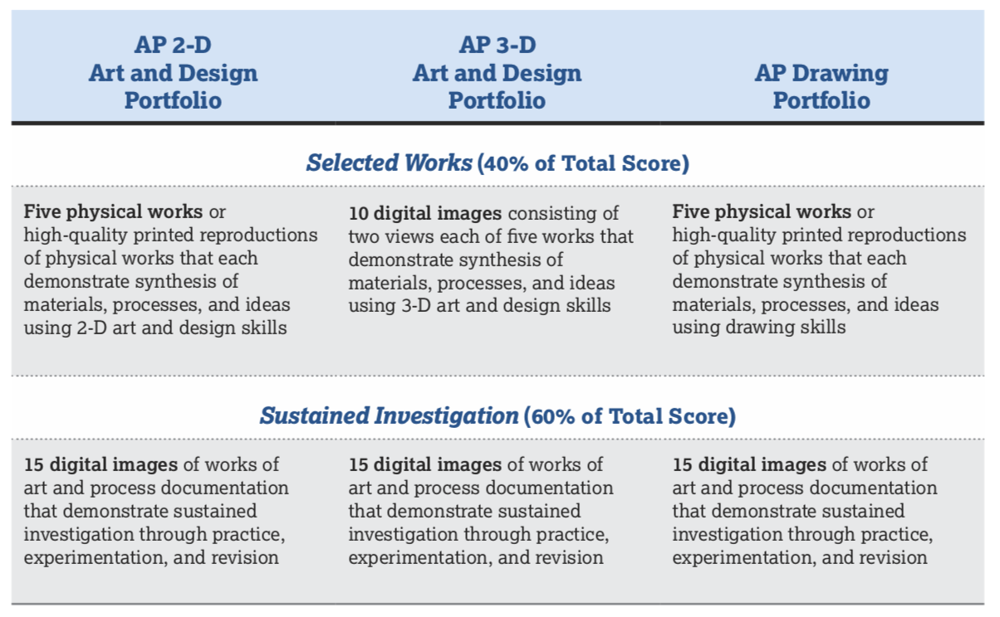 AP 2-D
Art and Design
Portfolio
AP 3-D
Art and Design
Portfolio
AP Drawing
Portfolio
Selected Works (40% of Total Score)
Five physical works or
high-quality printed reproductions
of physical works that each
demonstrate synthesis of
materials, processes, and ideas
using 2-D art and design skills
10 digital images consisting of
two views each of five works that
demonstrate synthesis of
materials, processes, and ideas
using 3-D art and design skills
Five physical works or
high-quality printed reproductions
of physical works that each
demonstrate synthesis of
materials, processes, and ideas
using drawing skills
Sustained Investigation (60% of Total Score)
15 digital images of works of
art and process documentation
that demonstrate sustained
investigation through practice,
experimentation, and revision
15 digital images of works of
art and process documentation
that demonstrate sustained
investigation through practice,
experimentation, and revision
15 digital images of works of
art and process documentation
that demonstrate sustained
investigation through practice,
experimentation, and revision